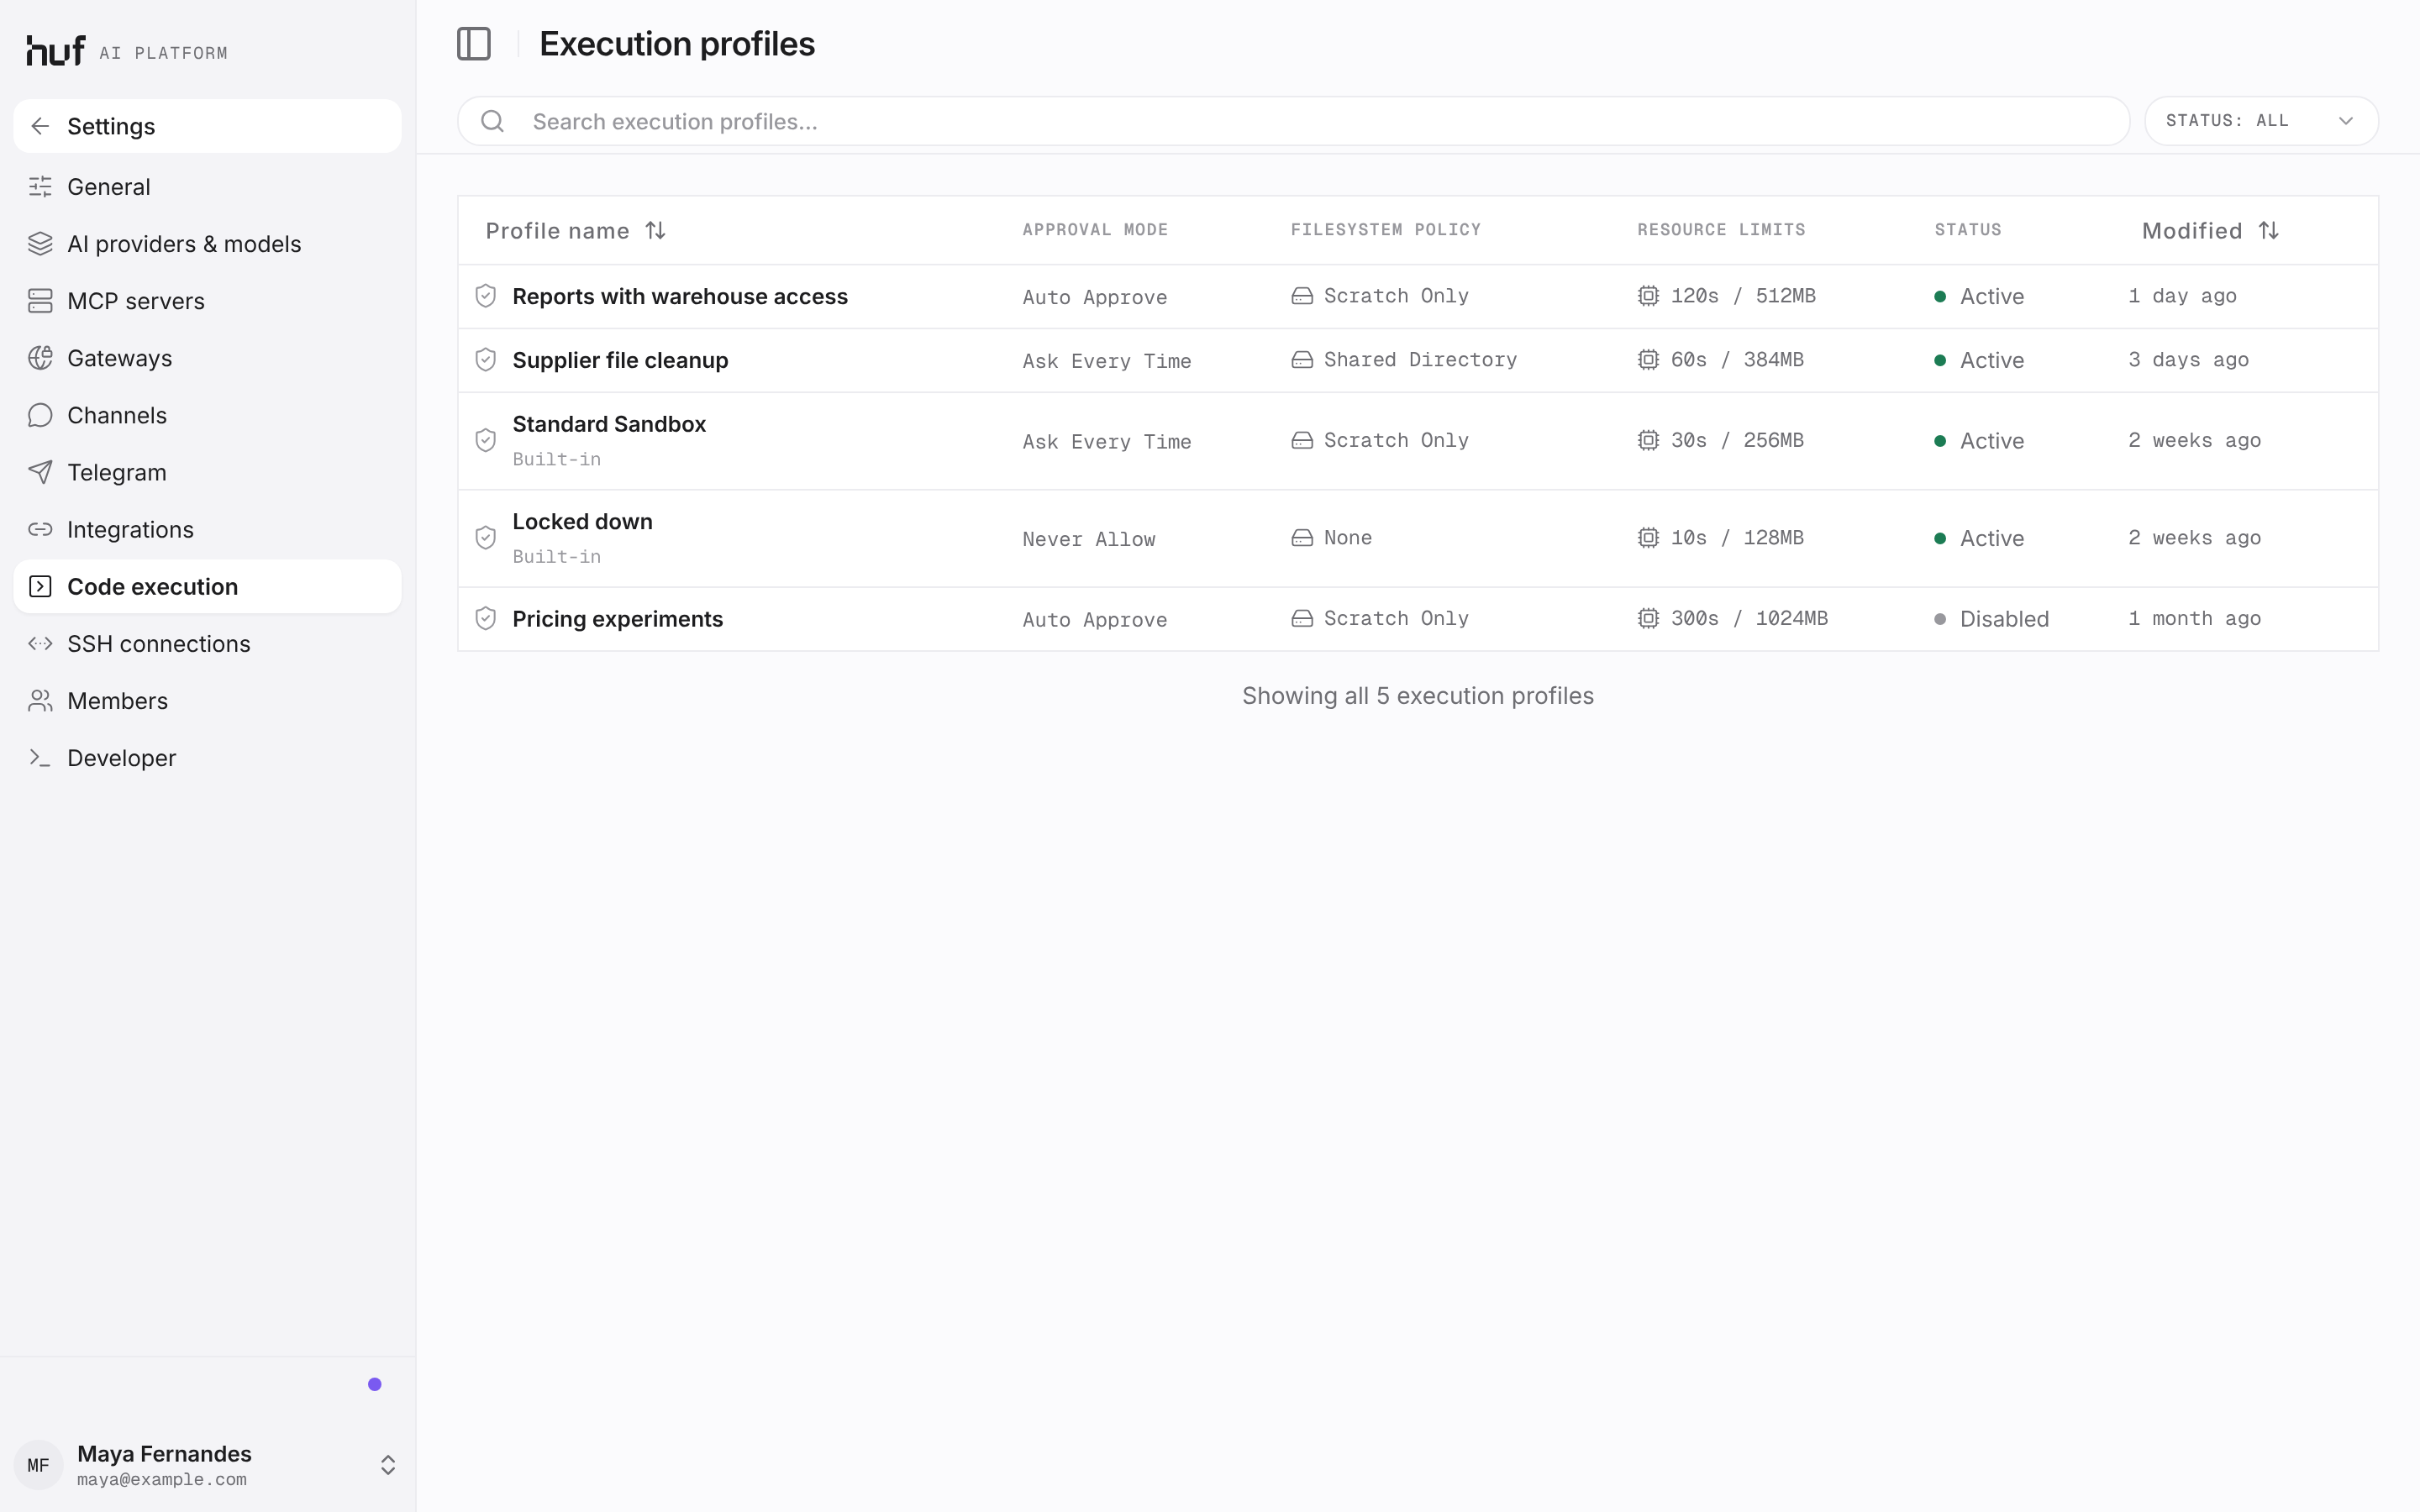 huf AI PLATFORM
Settings
General
AI providers & models
MCP servers
Gateways
Channels
Telegram
Integrations
Code execution
SSH connections
Members
Developer
MF
Maya Fernandes
maya@example.com
Execution profiles
Search execution profiles...
STATUS: ALL
Profile name APPROVAL MODE FILESYSTEM POLICY RESOURCE LIMITS STATUS Modified
Reports with warehouse access Auto Approve Scratch Only 120s / 512MB Active 1 day ago
Supplier file cleanup Ask Every Time Shared Directory 60s / 384MB Active 3 days ago
Standard Sandbox Ask Every Time Scratch Only 30s / 256MB Active 2 weeks ago
Built-in
Locked down Never Allow None 10s / 128MB Active 2 weeks ago
Built-in
Pricing experiments Auto Approve Scratch Only 300s / 1024MB Disabled 1 month ago
Showing all 5 execution profiles